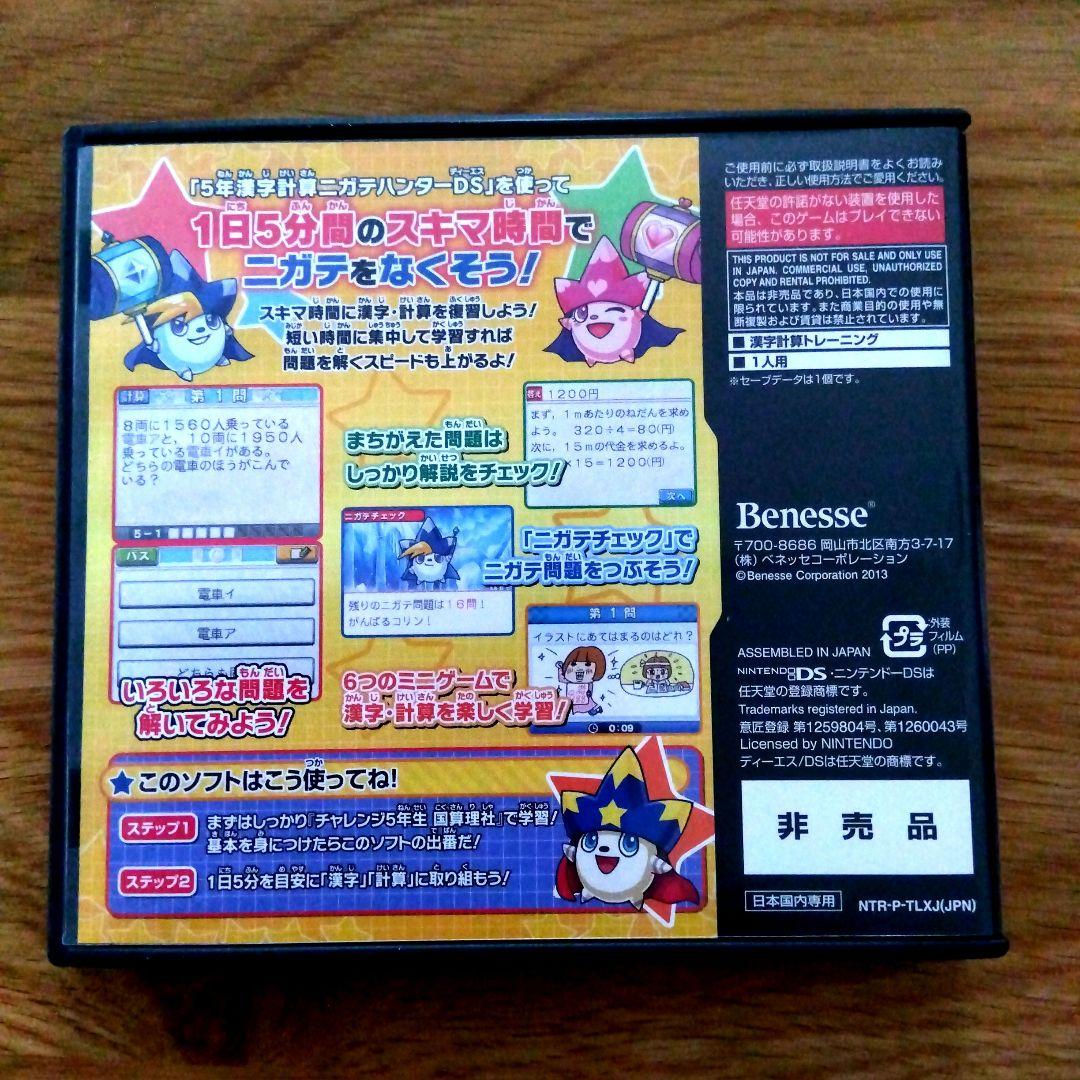 「5年漢字計算ニガテハンターDS」を使って
1日5分間のスキマ時間で
ニガテをなくそう！
スキマ時間に漢字・計算を復習しよう！
短い時間に集中して学習すれば
問題を解くスピードも上がるよ！
計算 第1問
8両に1560人乗っている
電車アと、10両に1950人
乗っている電車イがある。
どちらの電車のほうがこんで
いる?
5-1
パス
電車イ
電車ア
いろいろな問題を
解いてみよう！
まちがえた問題は
しっかり解説をチェック！
答え 1200円
まず、1mあたりのねだんを求め
よう。 320÷4=80(円)
次に、15mの代金を求めるよ。
×15=1200(円)
次へ
ニガテチェック
残りのニガテ問題は16問！
がんばるコリン！
「ニガテチェック」で
ニガテ問題をつぶそう！
6つのミニゲームで
漢字・計算を楽しく学習！
第1問
イラストにあてはまるのはどれ?
0:09
★このソフトはこう使ってね！
ステップ1 まずはしっかり『チャレンジ5年生 国算理社』で学習！
基本を身につけたらこのソフトの出番だ！
ステップ2 1日5分を目安に「漢字」「計算」に取り組もう！
ご使用前に必ず取扱説明書をよくお読み
いただき、正しい使用方法でご愛用ください。
任天堂の許諾がない装置を使用した
場合、このゲームはプレイできない
可能性があります。
THIS PRODUCT IS NOT FOR SALE AND ONLY USE
IN JAPAN. COMMERCIAL USE, UNAUTHORIZED
COPY AND RENTAL PROHIBITED.
本品は非売品であり、日本国内での使用に
限られています。また商業目的の使用や無
断複製および賃貸は禁止されています。
■ 漢字計算トレーニング
■ 1人用
※セーブデータは1個です。
Benesse®
〒700-8686 岡山市北区南方3-7-17
(株) ベネッセコーポレーション
©Benesse Corporation 2013
プラ
外装
フィルム
(PP)
ASSEMBLED IN JAPAN
NINTENDO DS・ニンテンドーDSは
任天堂の登録商標です。
Trademarks registered in Japan.
意匠登録 第1259804号、第1260043号
Licensed by NINTENDO
ディーエス/DSは任天堂の商標です。
非売品
日本国内専用
NTR-P-TLXJ(JPN)